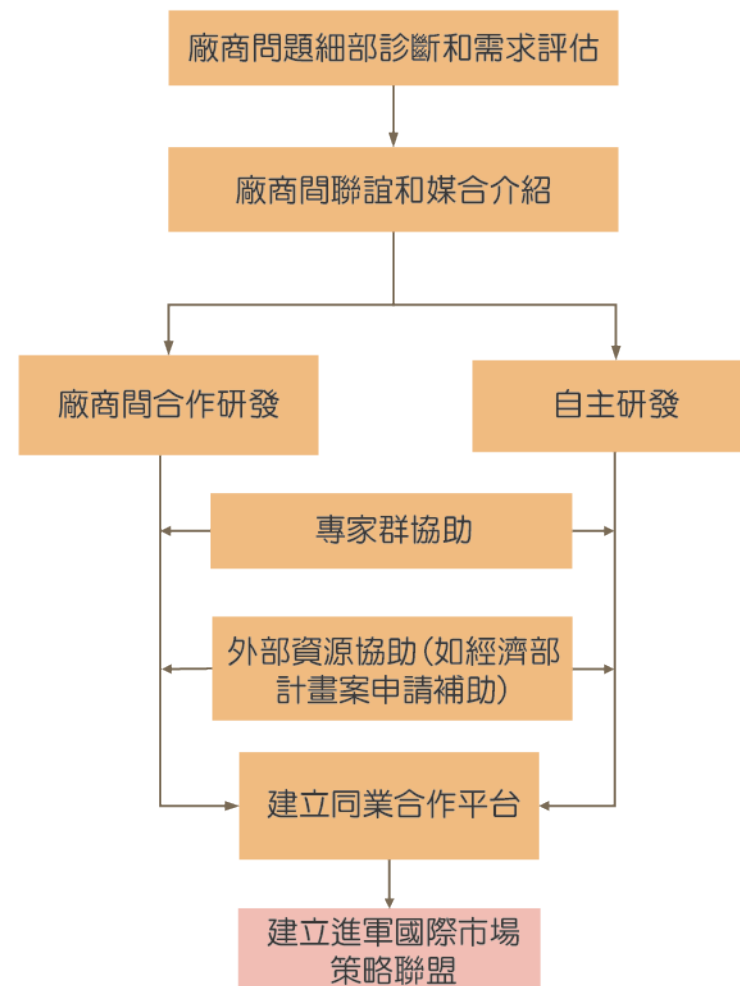 廠商問題細部診斷和需求評估
廠商間聯誼和媒合介紹
廠商間合作研發
自主研發
專家群協助
外部資源協助(如經濟部
計畫案申請補助)
建立同業合作平台
建立進軍國際市場
策略聯盟